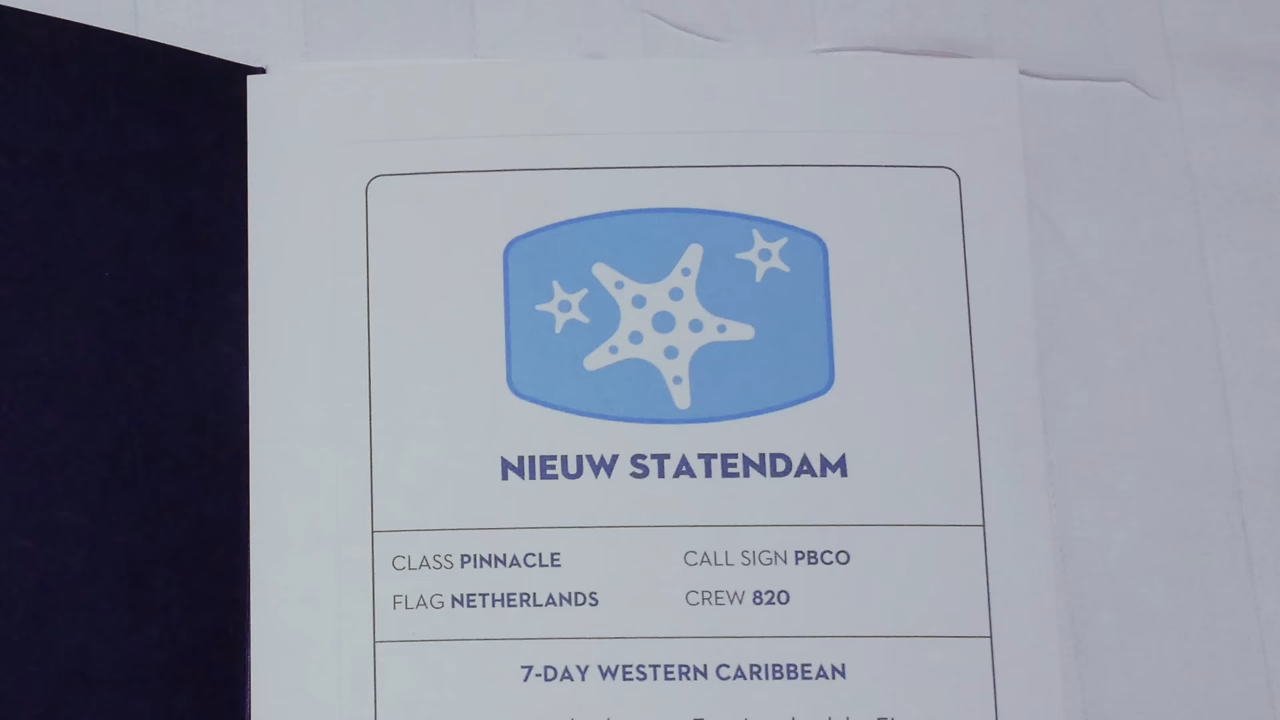 NIEUW STATENDAM
CLASS PINNACLE CALL SIGN PBCO
FLAG NETHERLANDS CREW 820
7-DAY WESTERN CARIBBEAN